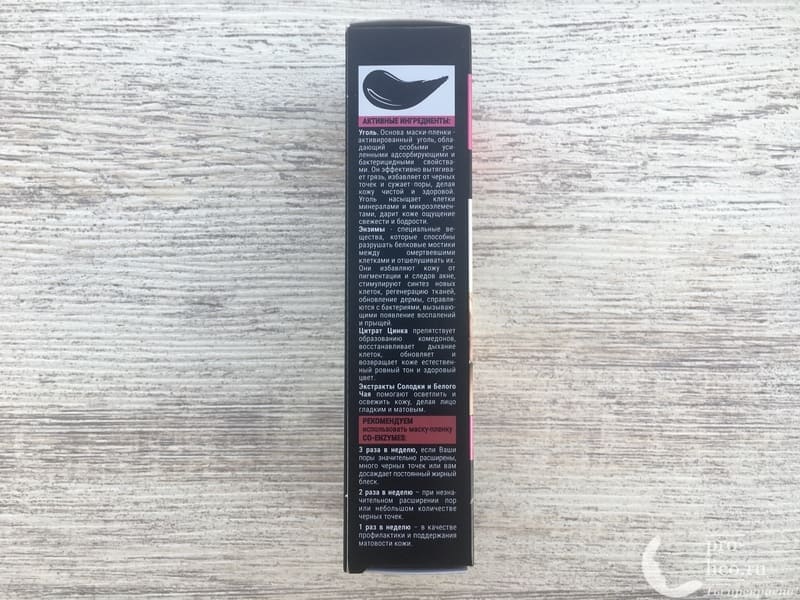 АКТИВНЫЕ ИНГРЕДИЕНТЫ:
Уголь. Основа маски-пленки -
активированный уголь, обла-
дающий особыми уси-
ленными адсорбирующими и
бактерицидными свойства-
ми. Он эффективно вытягива-
ет грязь, избавляет от черных
точек и сужает поры, делая
кожу чистой и здоровой.
Уголь насыщает клетки
минералами и микроэлемен-
тами, дарит коже ощущение
свежести и бодрости.
Энзимы - специальные ве-
щества, которые способны
разрушать белковые мостики
между омертвевшими
клетками и отшелушивать их.
Они избавляют кожу от
пигментации и следов акне,
стимулируют синтез новых
клеток, регенерацию тканей,
обновление дермы, справля-
ются с бактериями, вызываю-
щими появление воспалений
и прыщей.
Цитрат Цинка препятствует
образованию комедонов,
восстанавливает дыхание
клеток, обновляет и
возвращает коже естествен-
ный ровный тон и здоровый
цвет.
Экстракты Солодки и Белого
Чая помогают осветлить и
освежить кожу, делая лицо
гладким и матовым.
РЕКОМЕНДУЕМ
использовать маску-пленку
CO-ENZYMES:
3 раза в неделю, если Ваши
поры значительно расширены,
много черных точек или вам
досаждает постоянный жирный
блеск.
2 раза в неделю – при незна-
чительном расширении пор
или небольшом количестве
черных точек.
1 раз в неделю – в качестве
профилактики и поддержания
матовости кожи.